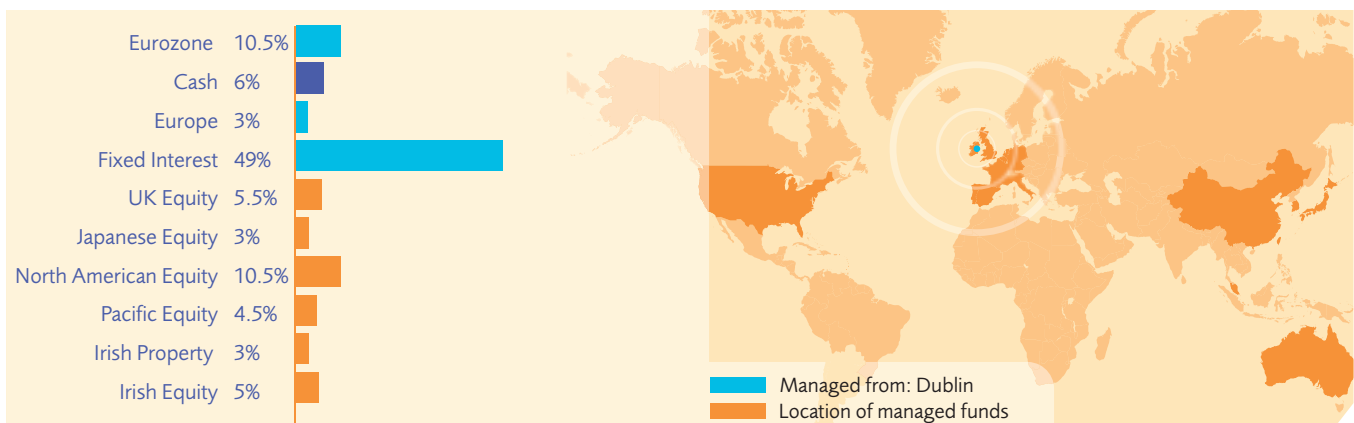 Eurozone 10.5%
Cash 6%
Europe 3%
Fixed Interest 49%
UK Equity 5.5%
Japanese Equity 3%
North American Equity 10.5%
Pacific Equity 4.5%
Irish Property 3%
Irish Equity 5%
Managed from: Dublin
Location of managed funds